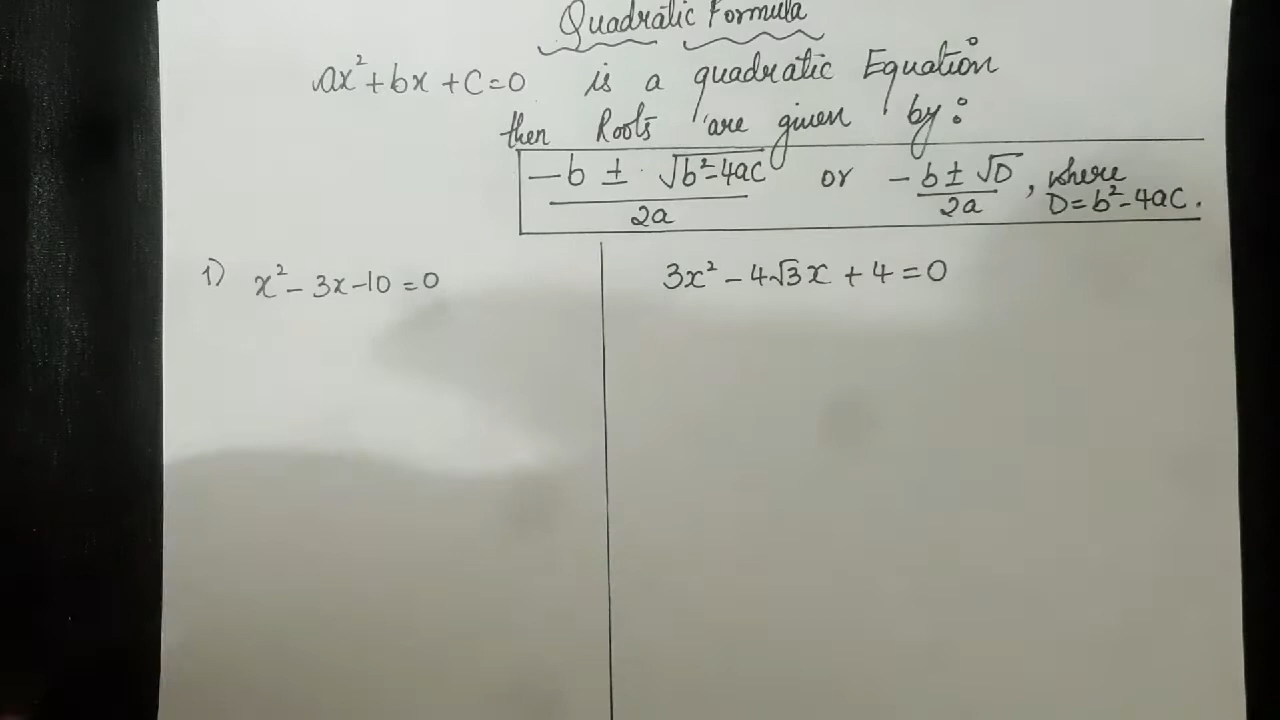 Quadratic Formula
ax²+bx+c=0 is a quadratic Equation
then Roots are given by:
-b ± √b²-4ac / 2a or -b ± √D / 2a , where D=b²-4ac.
1) x²-3x-10=0
3x²-4√3x+4=0